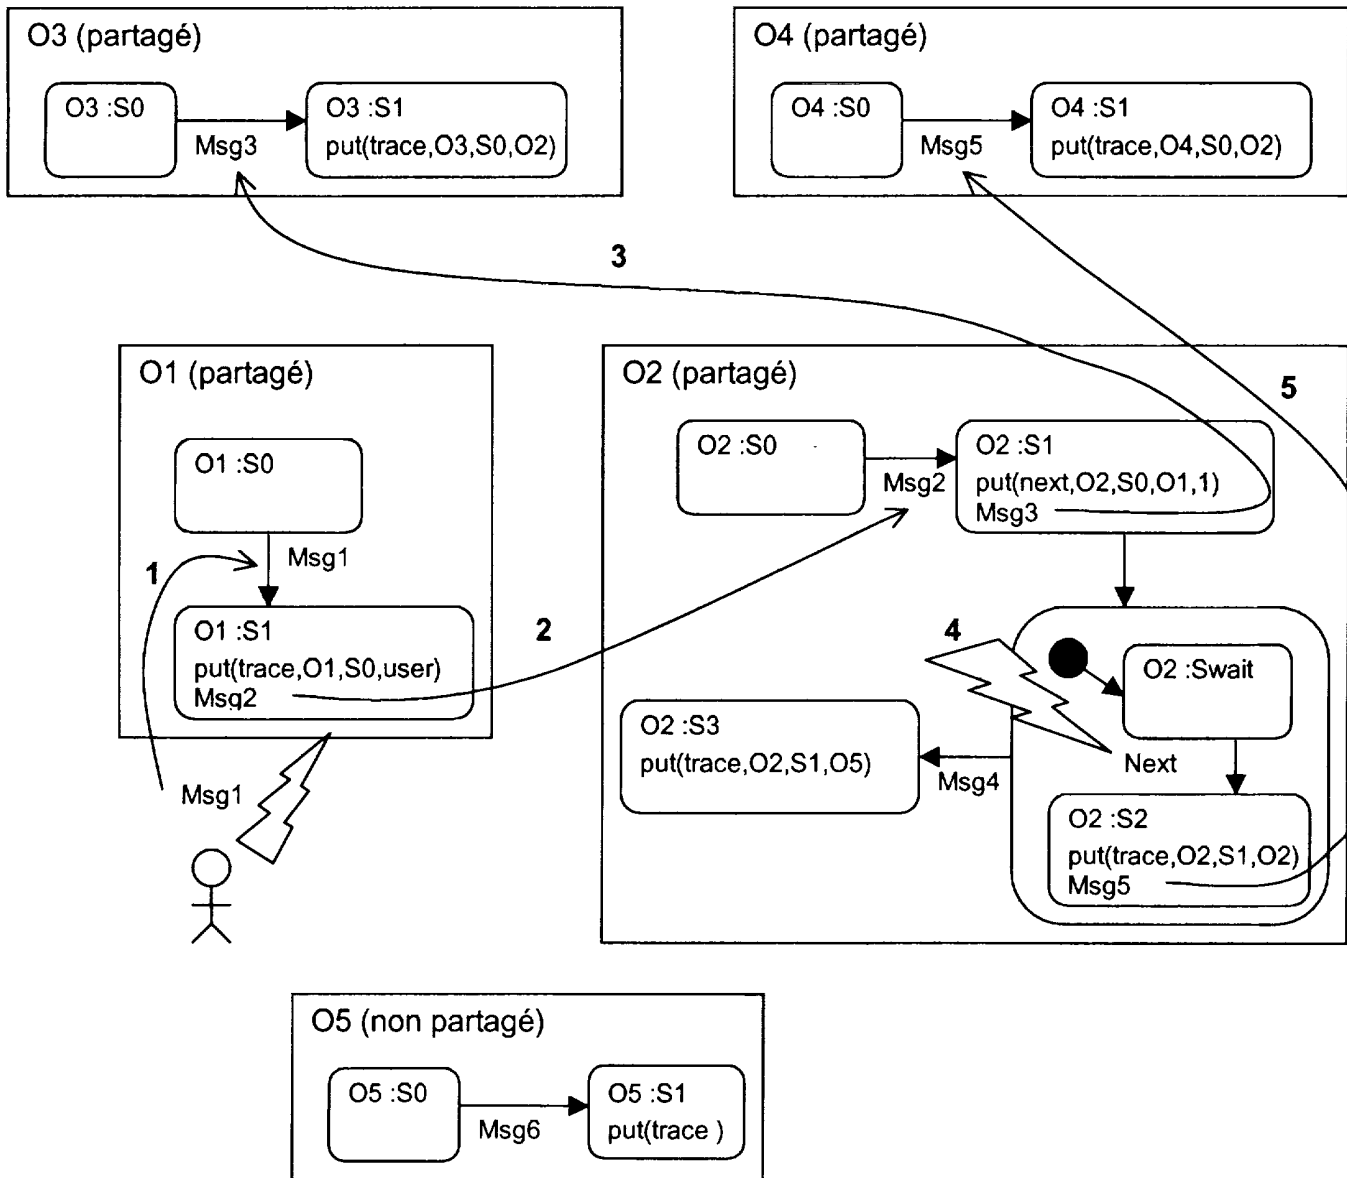 O3 (partagé)
O3 :S0
Msg3
O3 :S1
put(trace,O3,S0,O2)
O4 (partagé)
O4 :S0
Msg5
O4 :S1
put(trace,O4,S0,O2)
3
5
O1 (partagé)
O1 :S0
Msg1
1
O1 :S1
put(trace,O1,S0,user)
Msg2
2
Msg1
O2 (partagé)
O2 :S0
Msg2
O2 :S1
put(next,O2,S0,O1,1)
Msg3
4
O2 :Swait
Next
O2 :S3
put(trace,O2,S1,O5)
Msg4
O2 :S2
put(trace,O2,S1,O2)
Msg5
O5 (non partagé)
O5 :S0
Msg6
O5 :S1
put(trace )